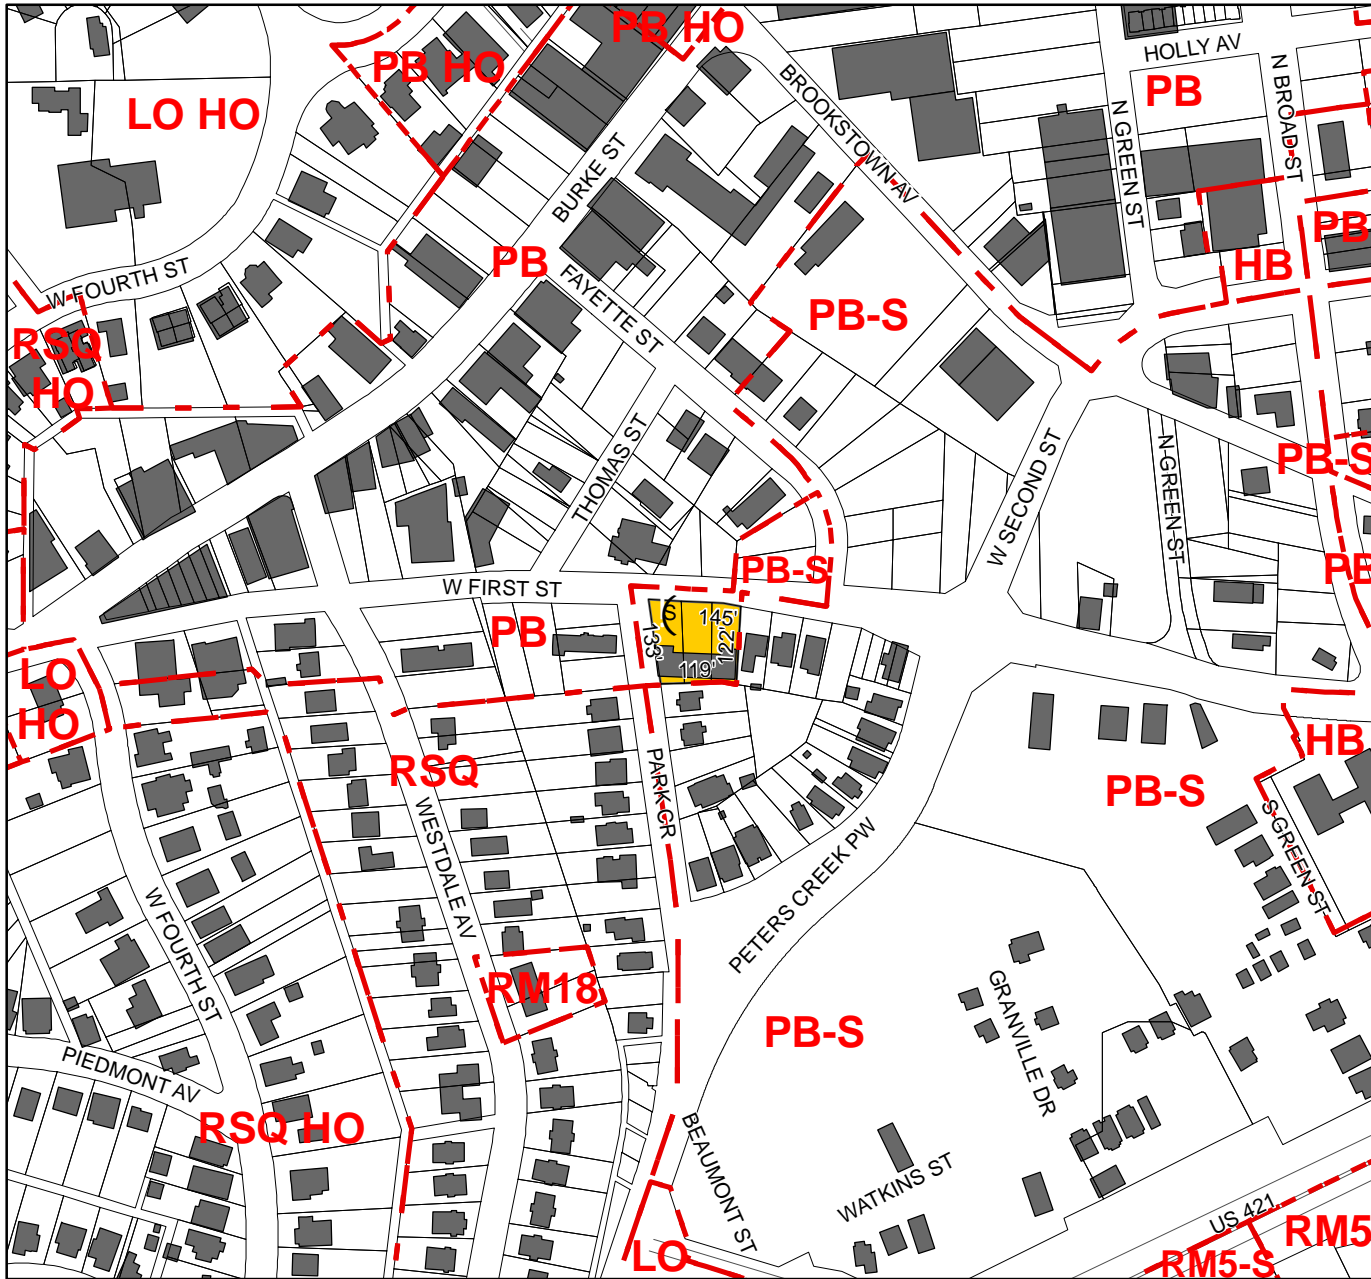 PB HO
HOLLY AV
PB HO
BROOKSTOWN AV
N BROAD ST
PB
LO HO
N GREEN ST
BURKE ST
PB
PB
HB
W FOURTH ST
FAYETTE ST
PB-S
RSQ
HO
THOMAS ST
W SECOND ST
N GREEN ST
PB-S
PB-S
PB
W FIRST ST
S
145'
133'
122'
119'
PB
LO
HO
HB
RSQ
PARK CR
PB-S
WESTDALE AV
PETERS CREEK PW
S GREEN ST
W FOURTH ST
RM18
GRANVILLE DR
PB-S
PIEDMONT AV
RSQ HO
BEAUMONT ST
WATKINS ST
US 421
LO
RM5-S
RM5